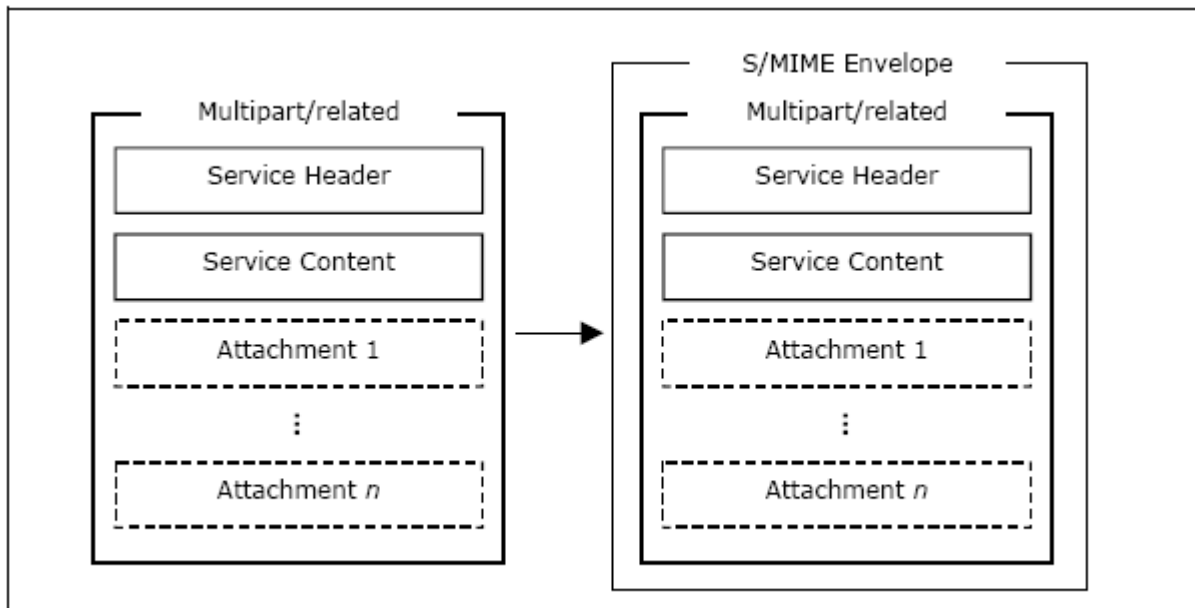 Multipart/related
Service Header
Service Content
Attachment 1
⋮
Attachment n
S/MIME Envelope
Multipart/related
Service Header
Service Content
Attachment 1
⋮
Attachment n